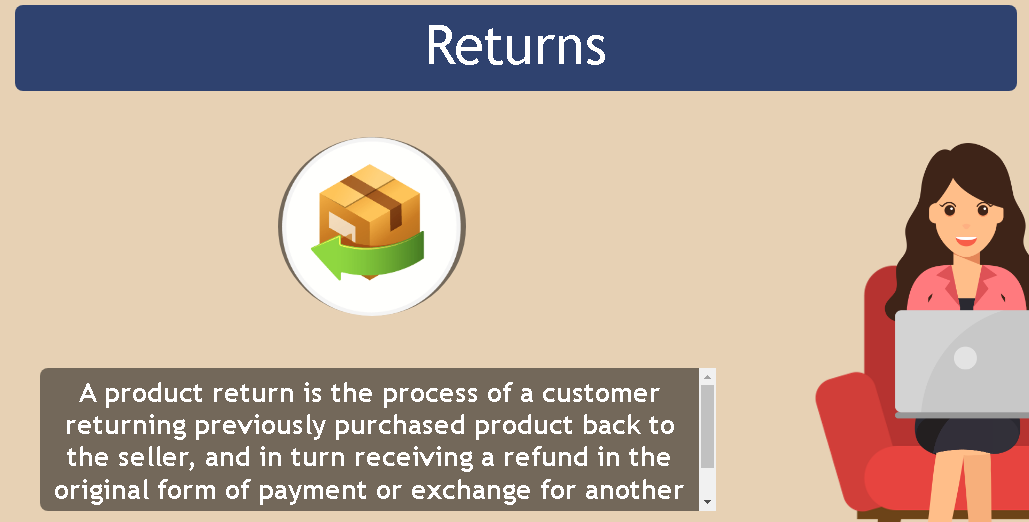 Returns
A product return is the process of a customer
returning previously purchased product back to
the seller, and in turn receiving a refund in the
original form of payment or exchange for another